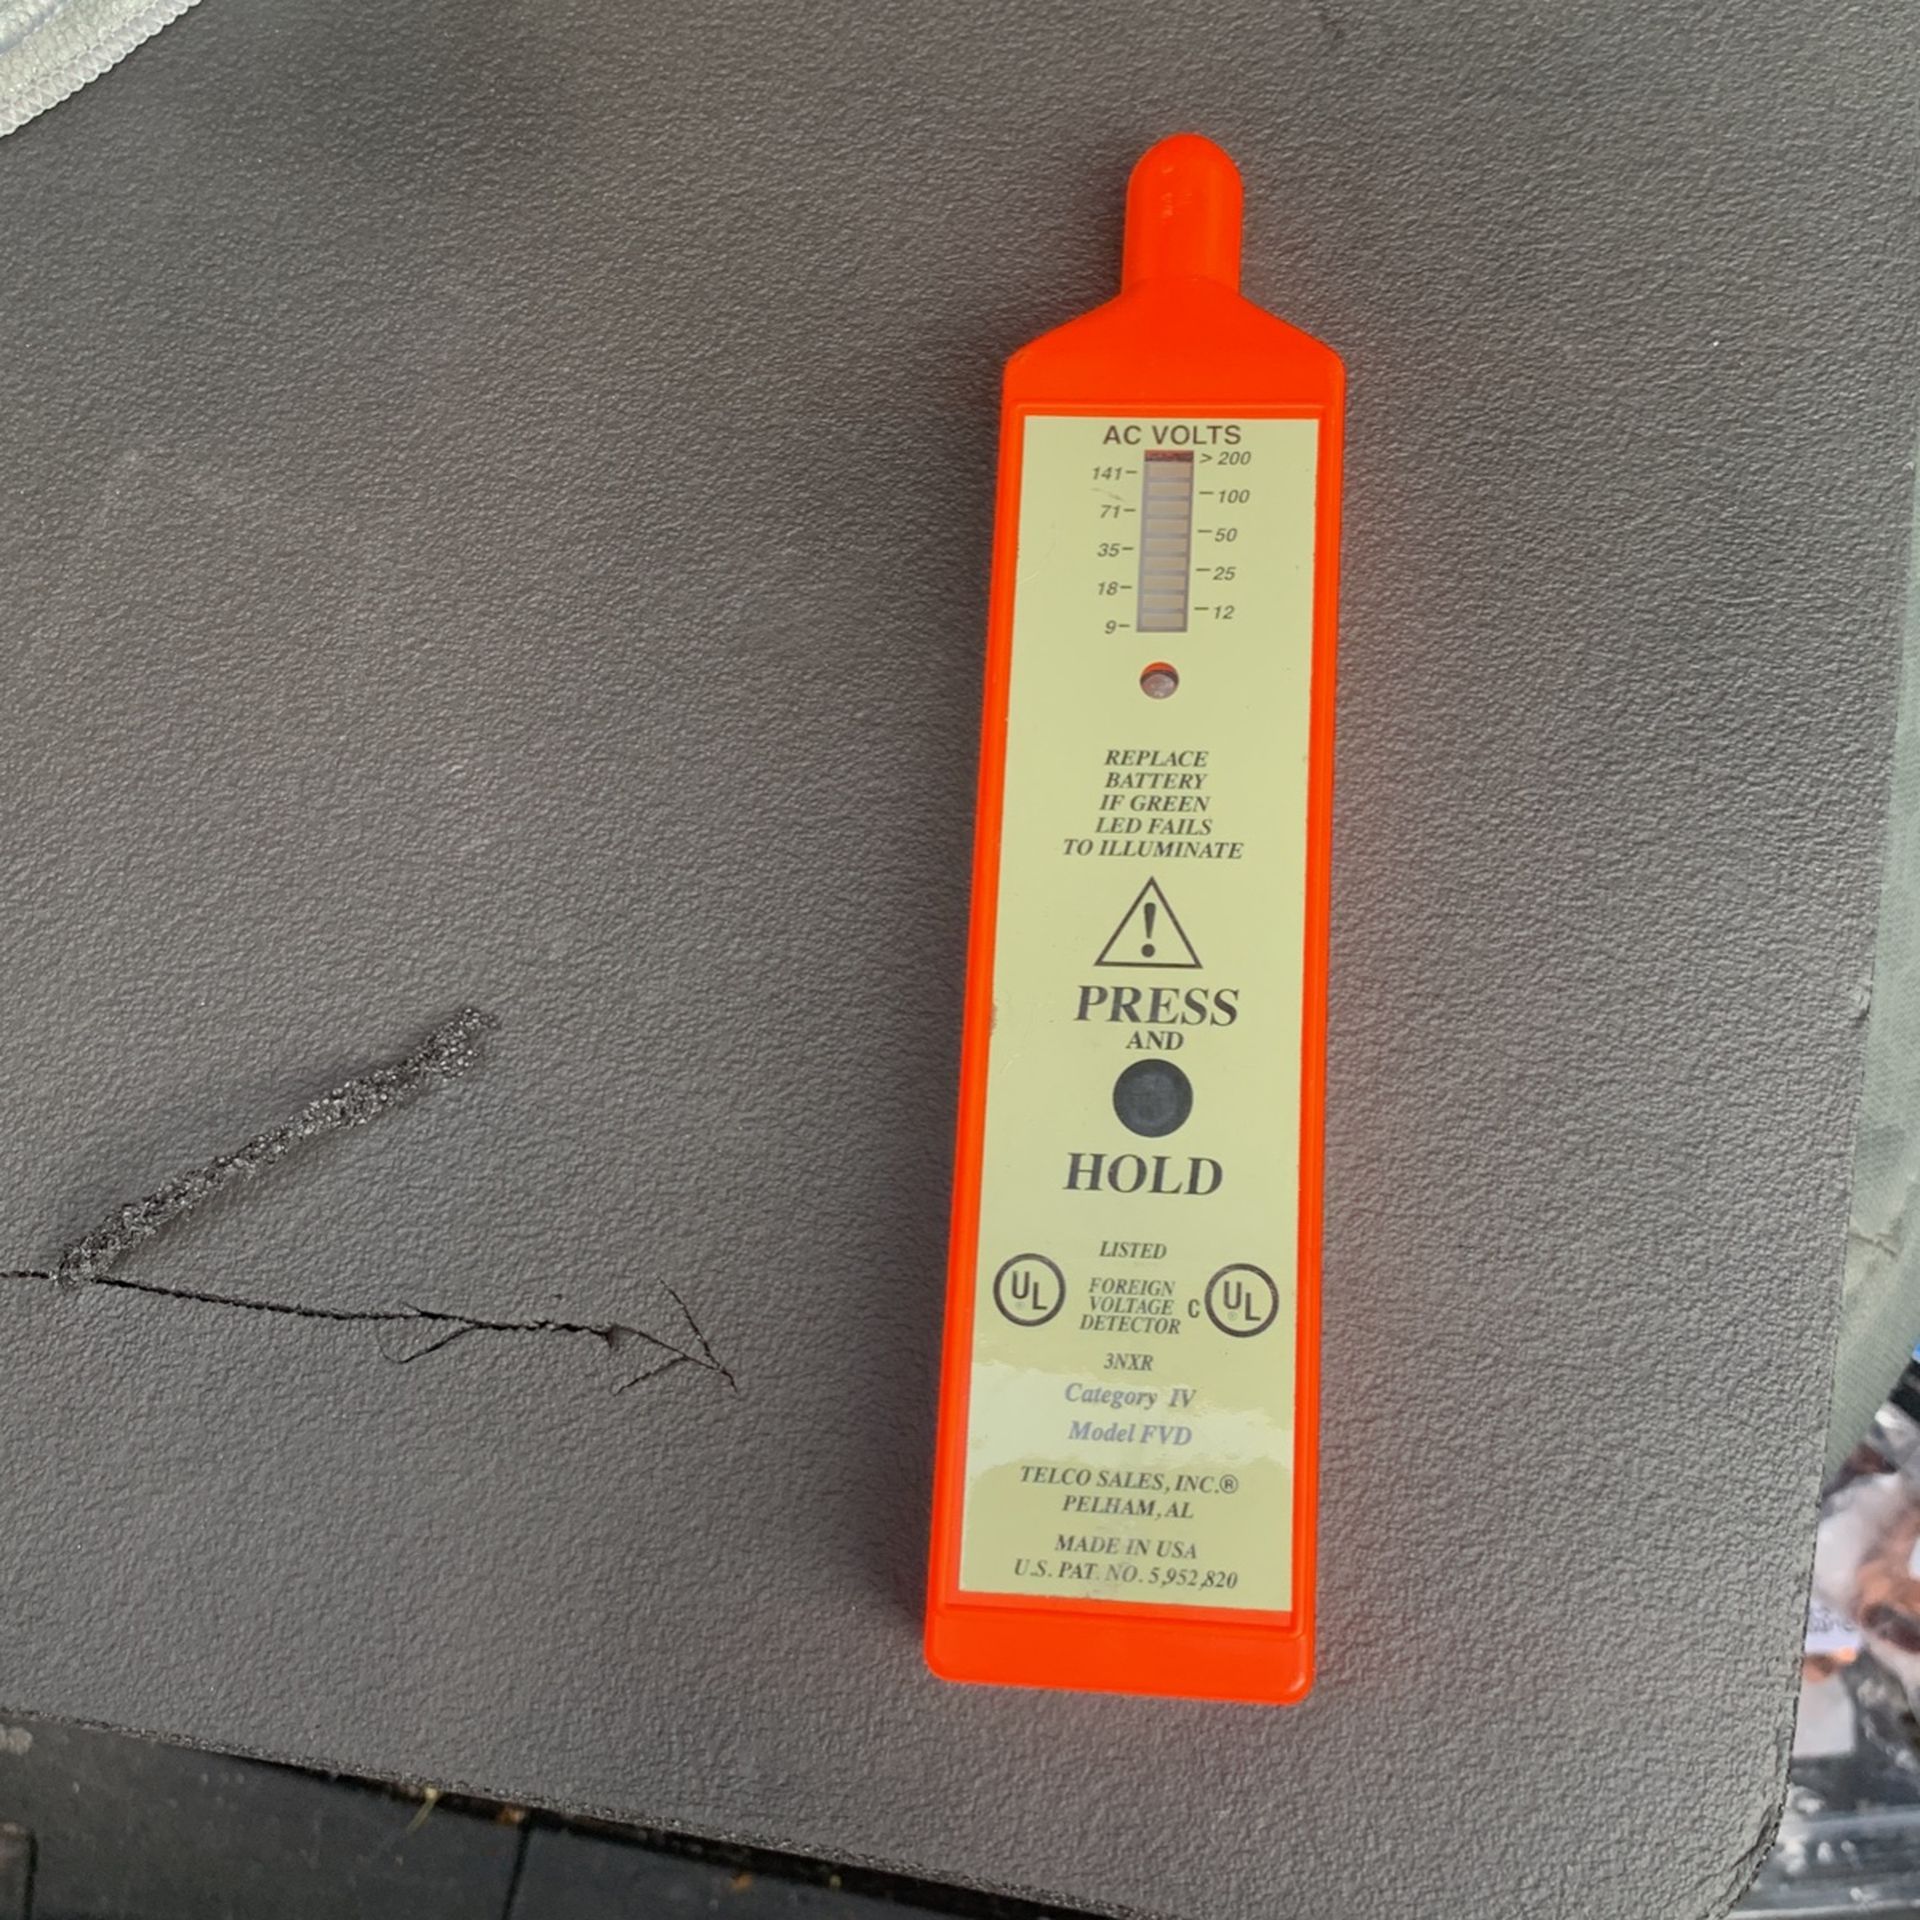 AC VOLTS
> 200
141
100
71
50
35
25
18
12
9
REPLACE
BATTERY
IF GREEN
LED FAILS
TO ILLUMINATE
!
PRESS
AND
HOLD
LISTED
UL ® FOREIGN C UL ®
VOLTAGE
DETECTOR
3NXR
Category IV
Model FVD
TELCO SALES, INC.®
PELHAM, AL
MADE IN USA
U.S. PAT. NO. 5,952,820